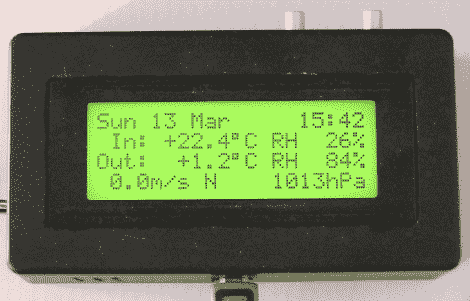 Sun 13 Mar 15:42
In: +22.4°C RH 26%
Out: +1.2°C RH 84%
0.0m/s N 1013hPa